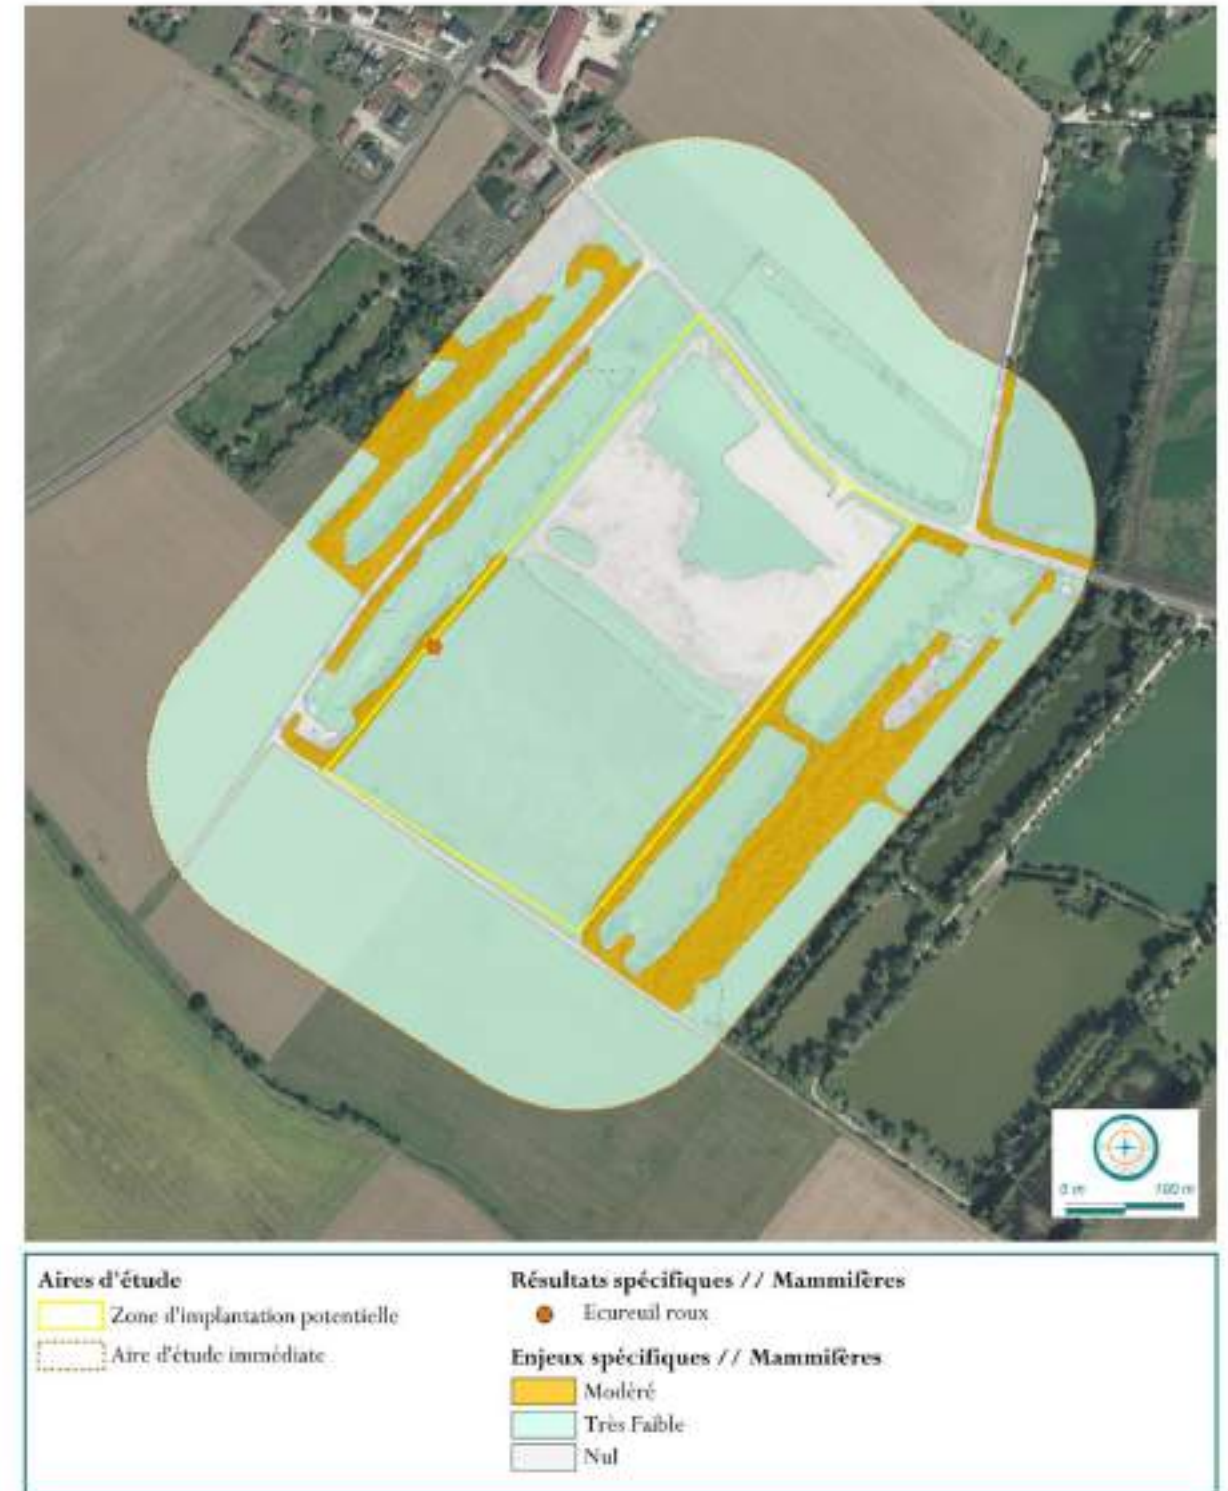 0 m 100 m
Aires d'étude
Zone d'implantation potentielle
Aire d'étude immédiate
Résultats spécifiques // Mammifères
Ecureuil roux
Enjeux spécifiques // Mammifères
Modéré
Très Faible
Nul